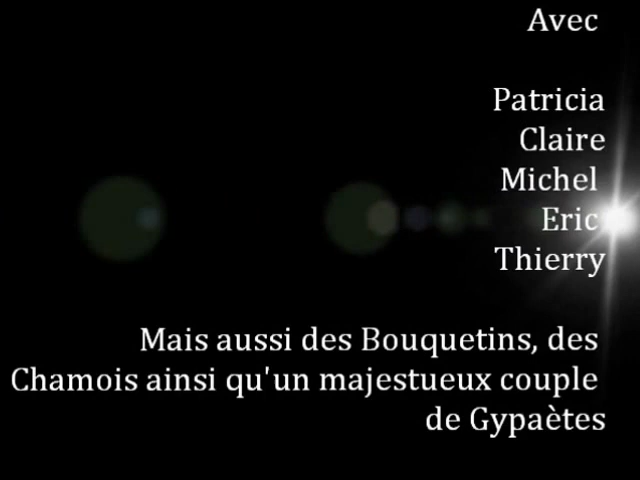 Avec
Patricia
Claire
Michel
Eric
Thierry
Mais aussi des Bouquetins, des
Chamois ainsi qu'un majestueux couple
de Gypaètes